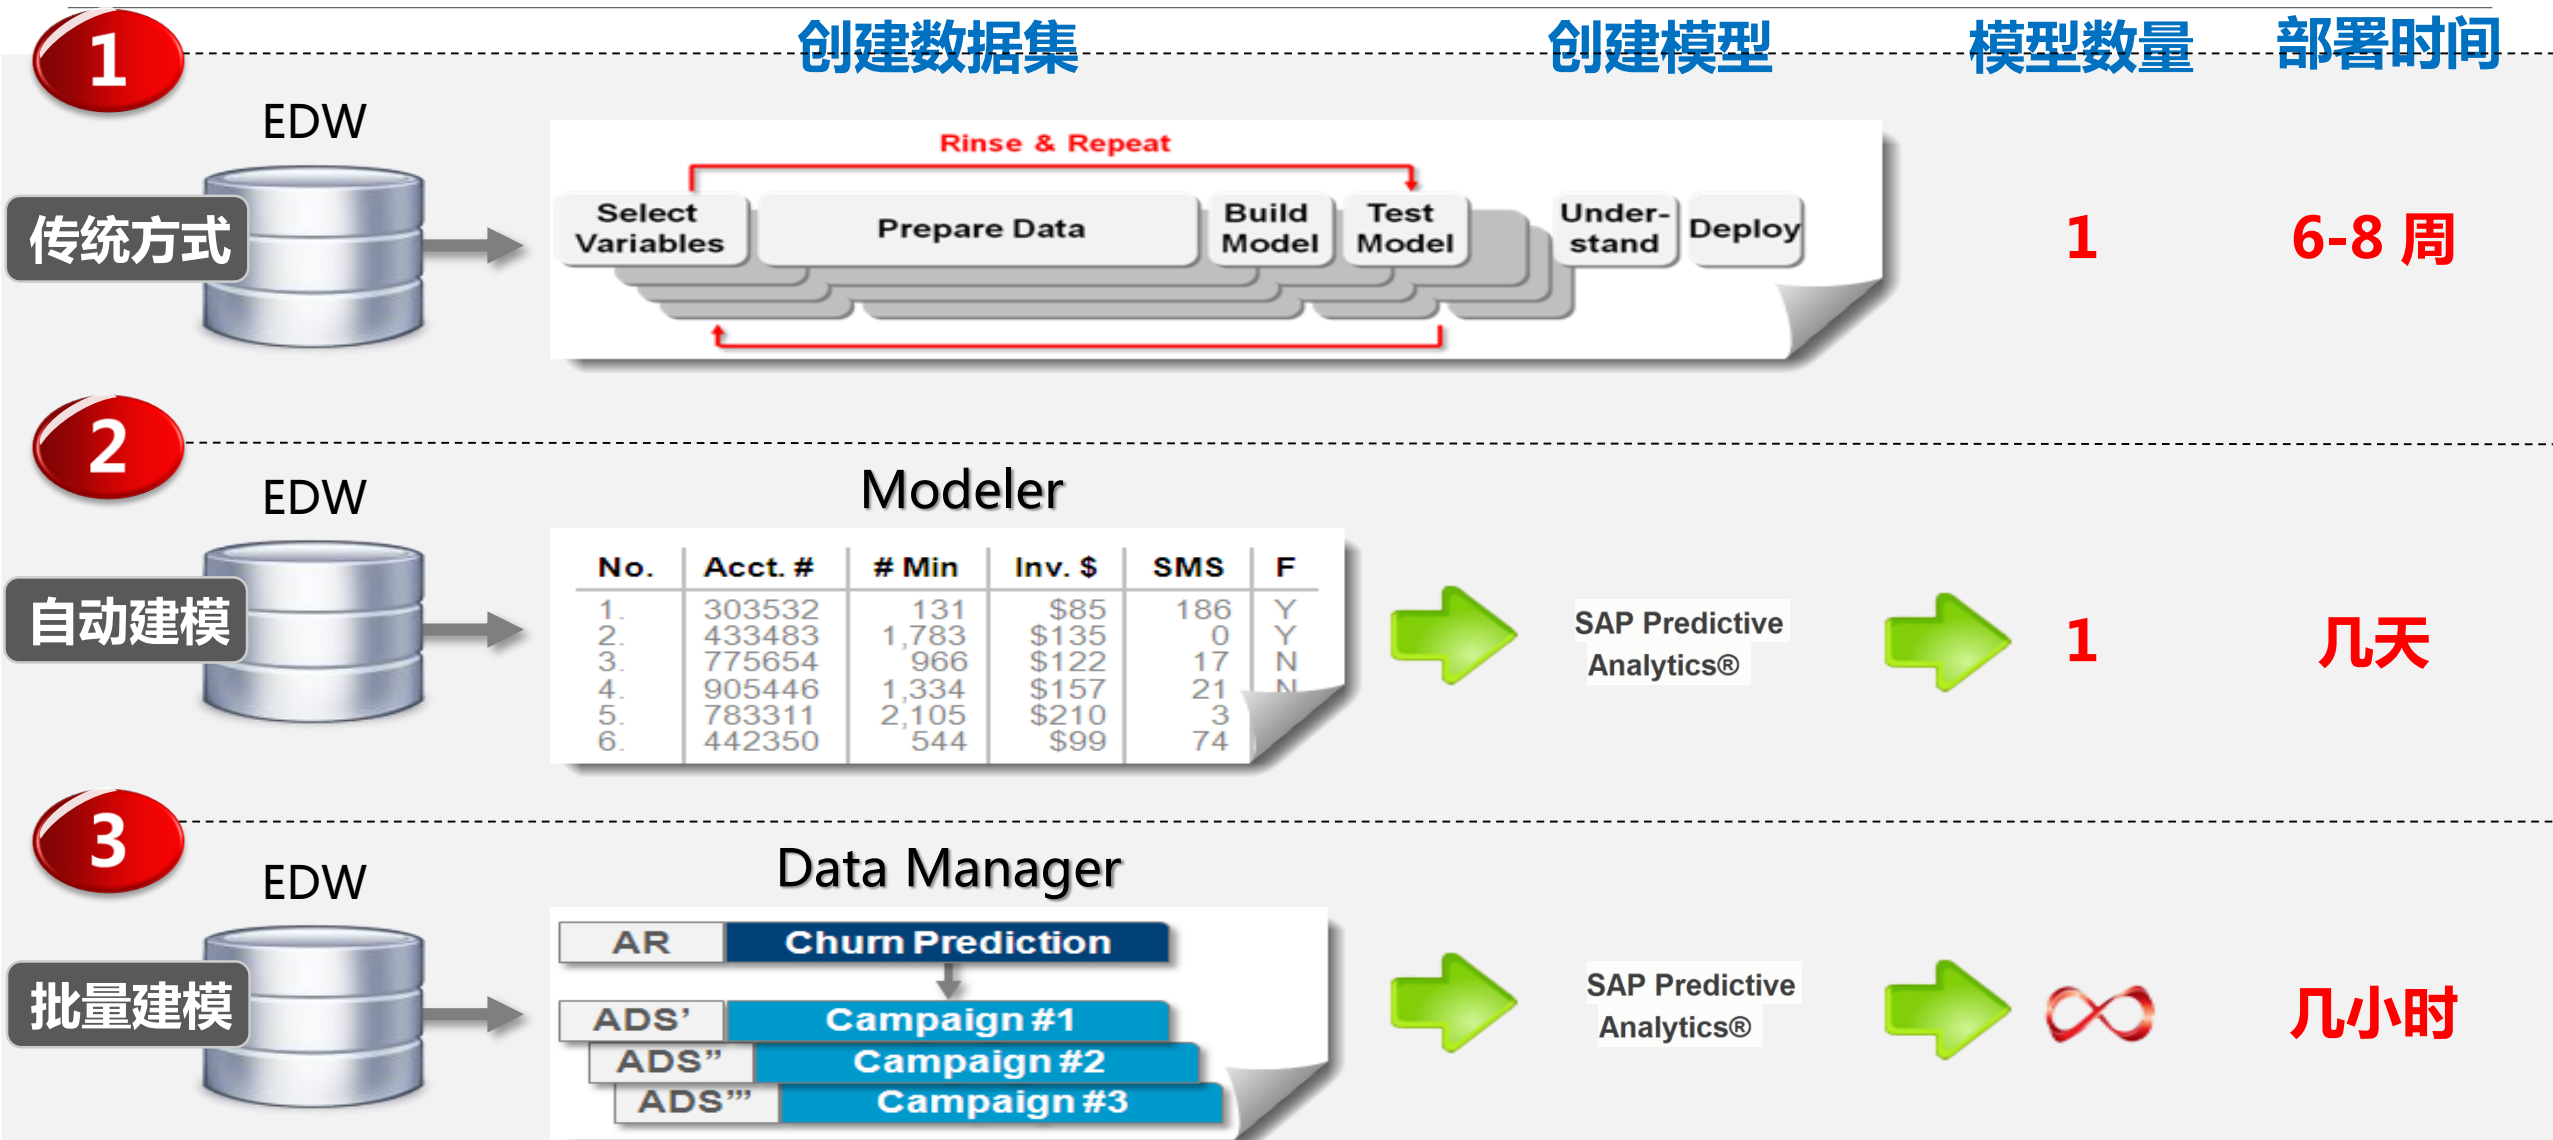 创建数据集 创建模型 模型数量 部署时间
1
EDW
传统方式
Rinse & Repeat
Select Variables
Prepare Data
Build Model
Test Model
Under-stand
Deploy
1
6-8 周
2
EDW
自动建模
Modeler
No. Acct. # # Min Inv. $ SMS F
1. 303532 131 $85 186 Y
2. 433483 1,783 $135 0 Y
3. 775654 966 $122 17 N
4. 905446 1,334 $157 21 N
5. 783311 2,105 $210 3
6. 442350 544 $99 74
SAP Predictive
Analytics®
1
几天
3
EDW
批量建模
Data Manager
AR Churn Prediction
ADS’ Campaign #1
ADS” Campaign #2
ADS”’ Campaign #3
SAP Predictive
Analytics®
∞
几小时